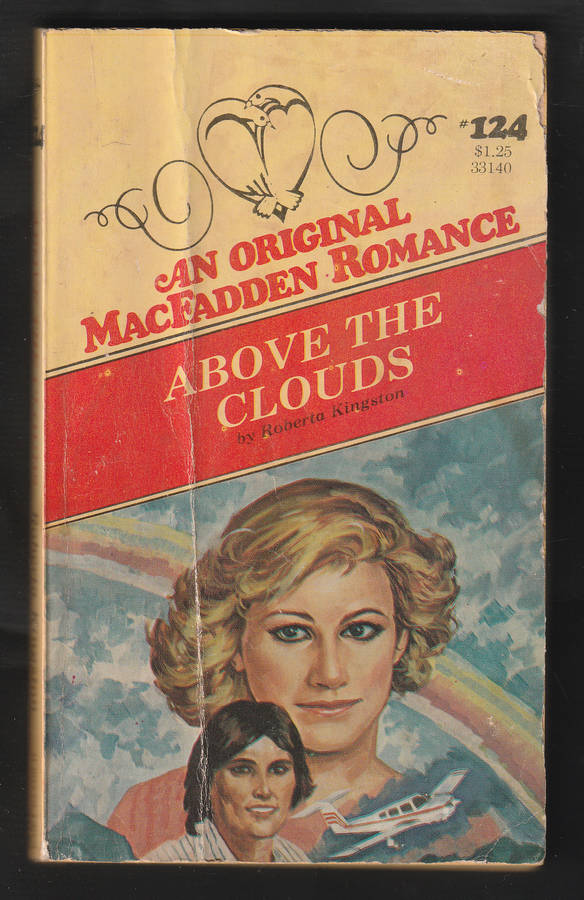 #124
$1.25
33140
AN ORIGINAL
MACFADDEN ROMANCE
ABOVE THE
CLOUDS
by Roberta Kingston